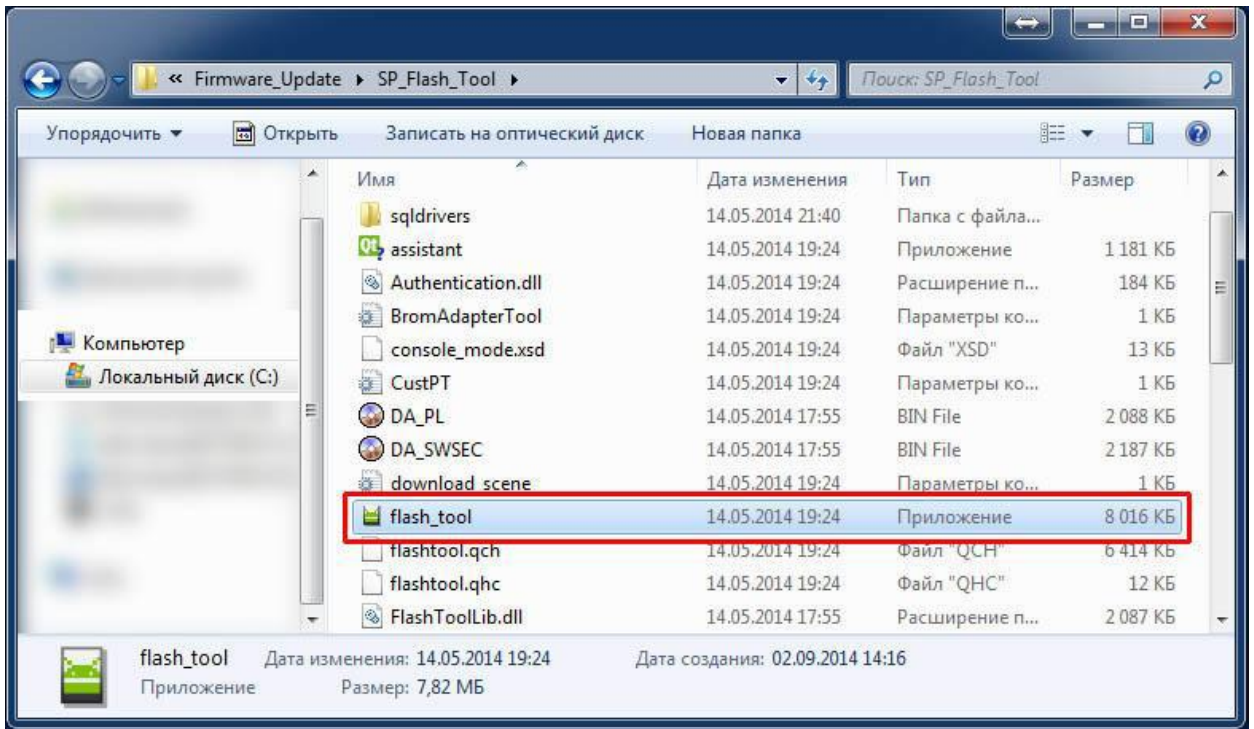 « Firmware_Update ▸ SP_Flash_Tool ▸ Поиск: SP_Flash_Tool
Упорядочить ▾ Открыть Записать на оптический диск Новая папка
Имя Дата изменения Тип Размер
Компьютер
Локальный диск (C:)
sqldrivers 14.05.2014 21:40 Папка с файла...
assistant 14.05.2014 19:24 Приложение 1 181 КБ
Authentication.dll 14.05.2014 19:24 Расширение п... 184 КБ
BromAdapterTool 14.05.2014 19:24 Параметры ко... 1 КБ
console_mode.xsd 14.05.2014 19:24 Файл "XSD" 13 КБ
CustPT 14.05.2014 19:24 Параметры ко... 1 КБ
DA_PL 14.05.2014 17:55 BIN File 2 088 КБ
DA_SWSEC 14.05.2014 17:55 BIN File 2 187 КБ
download_scene 14.05.2014 19:24 Параметры ко... 1 КБ
flash_tool 14.05.2014 19:24 Приложение 8 016 КБ
flashtool.qch 14.05.2014 19:24 Файл "QCH" 6 414 КБ
flashtool.qhc 14.05.2014 19:24 Файл "QHC" 12 КБ
FlashToolLib.dll 14.05.2014 17:55 Расширение п... 2 087 КБ
flash_tool Дата изменения: 14.05.2014 19:24 Дата создания: 02.09.2014 14:16
Приложение Размер: 7,82 МБ